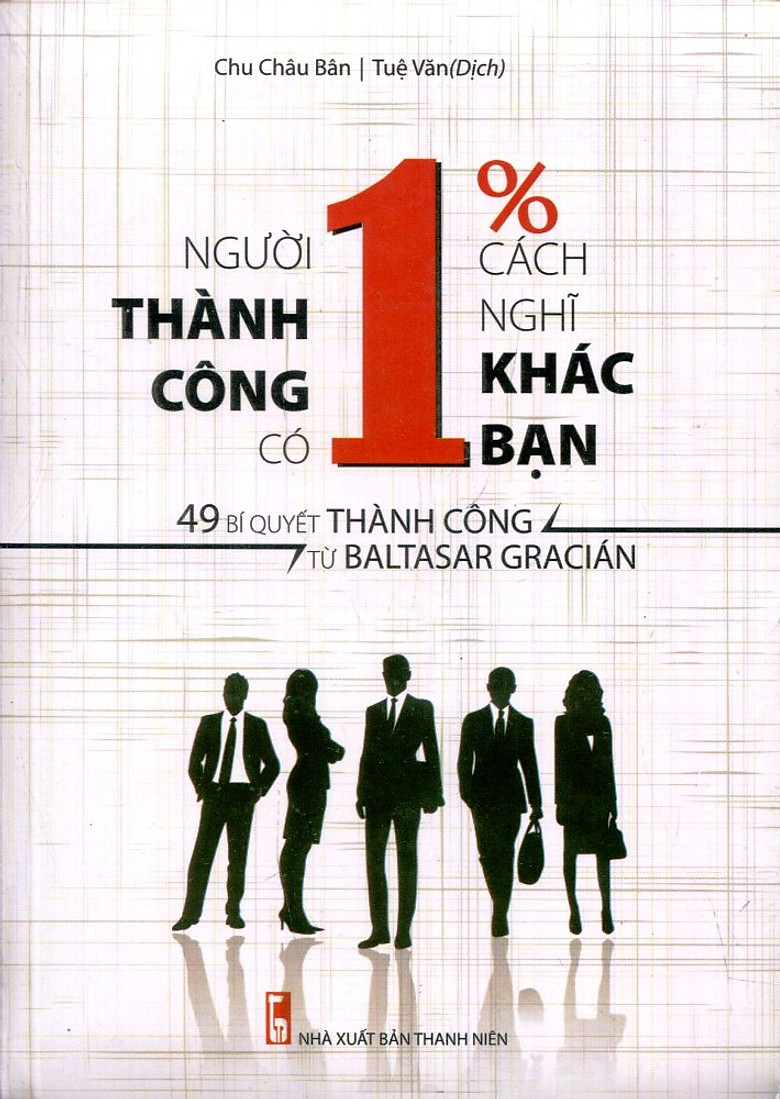 Chu Châu Bân | Tuệ Văn(Dịch)
1%
NGƯỜI
THÀNH
CÔNG
CÓ
CÁCH
NGHĨ
KHÁC
BẠN
49 BÍ QUYẾT THÀNH CÔNG
TỪ BALTASAR GRACIÁN
NHÀ XUẤT BẢN THANH NIÊN